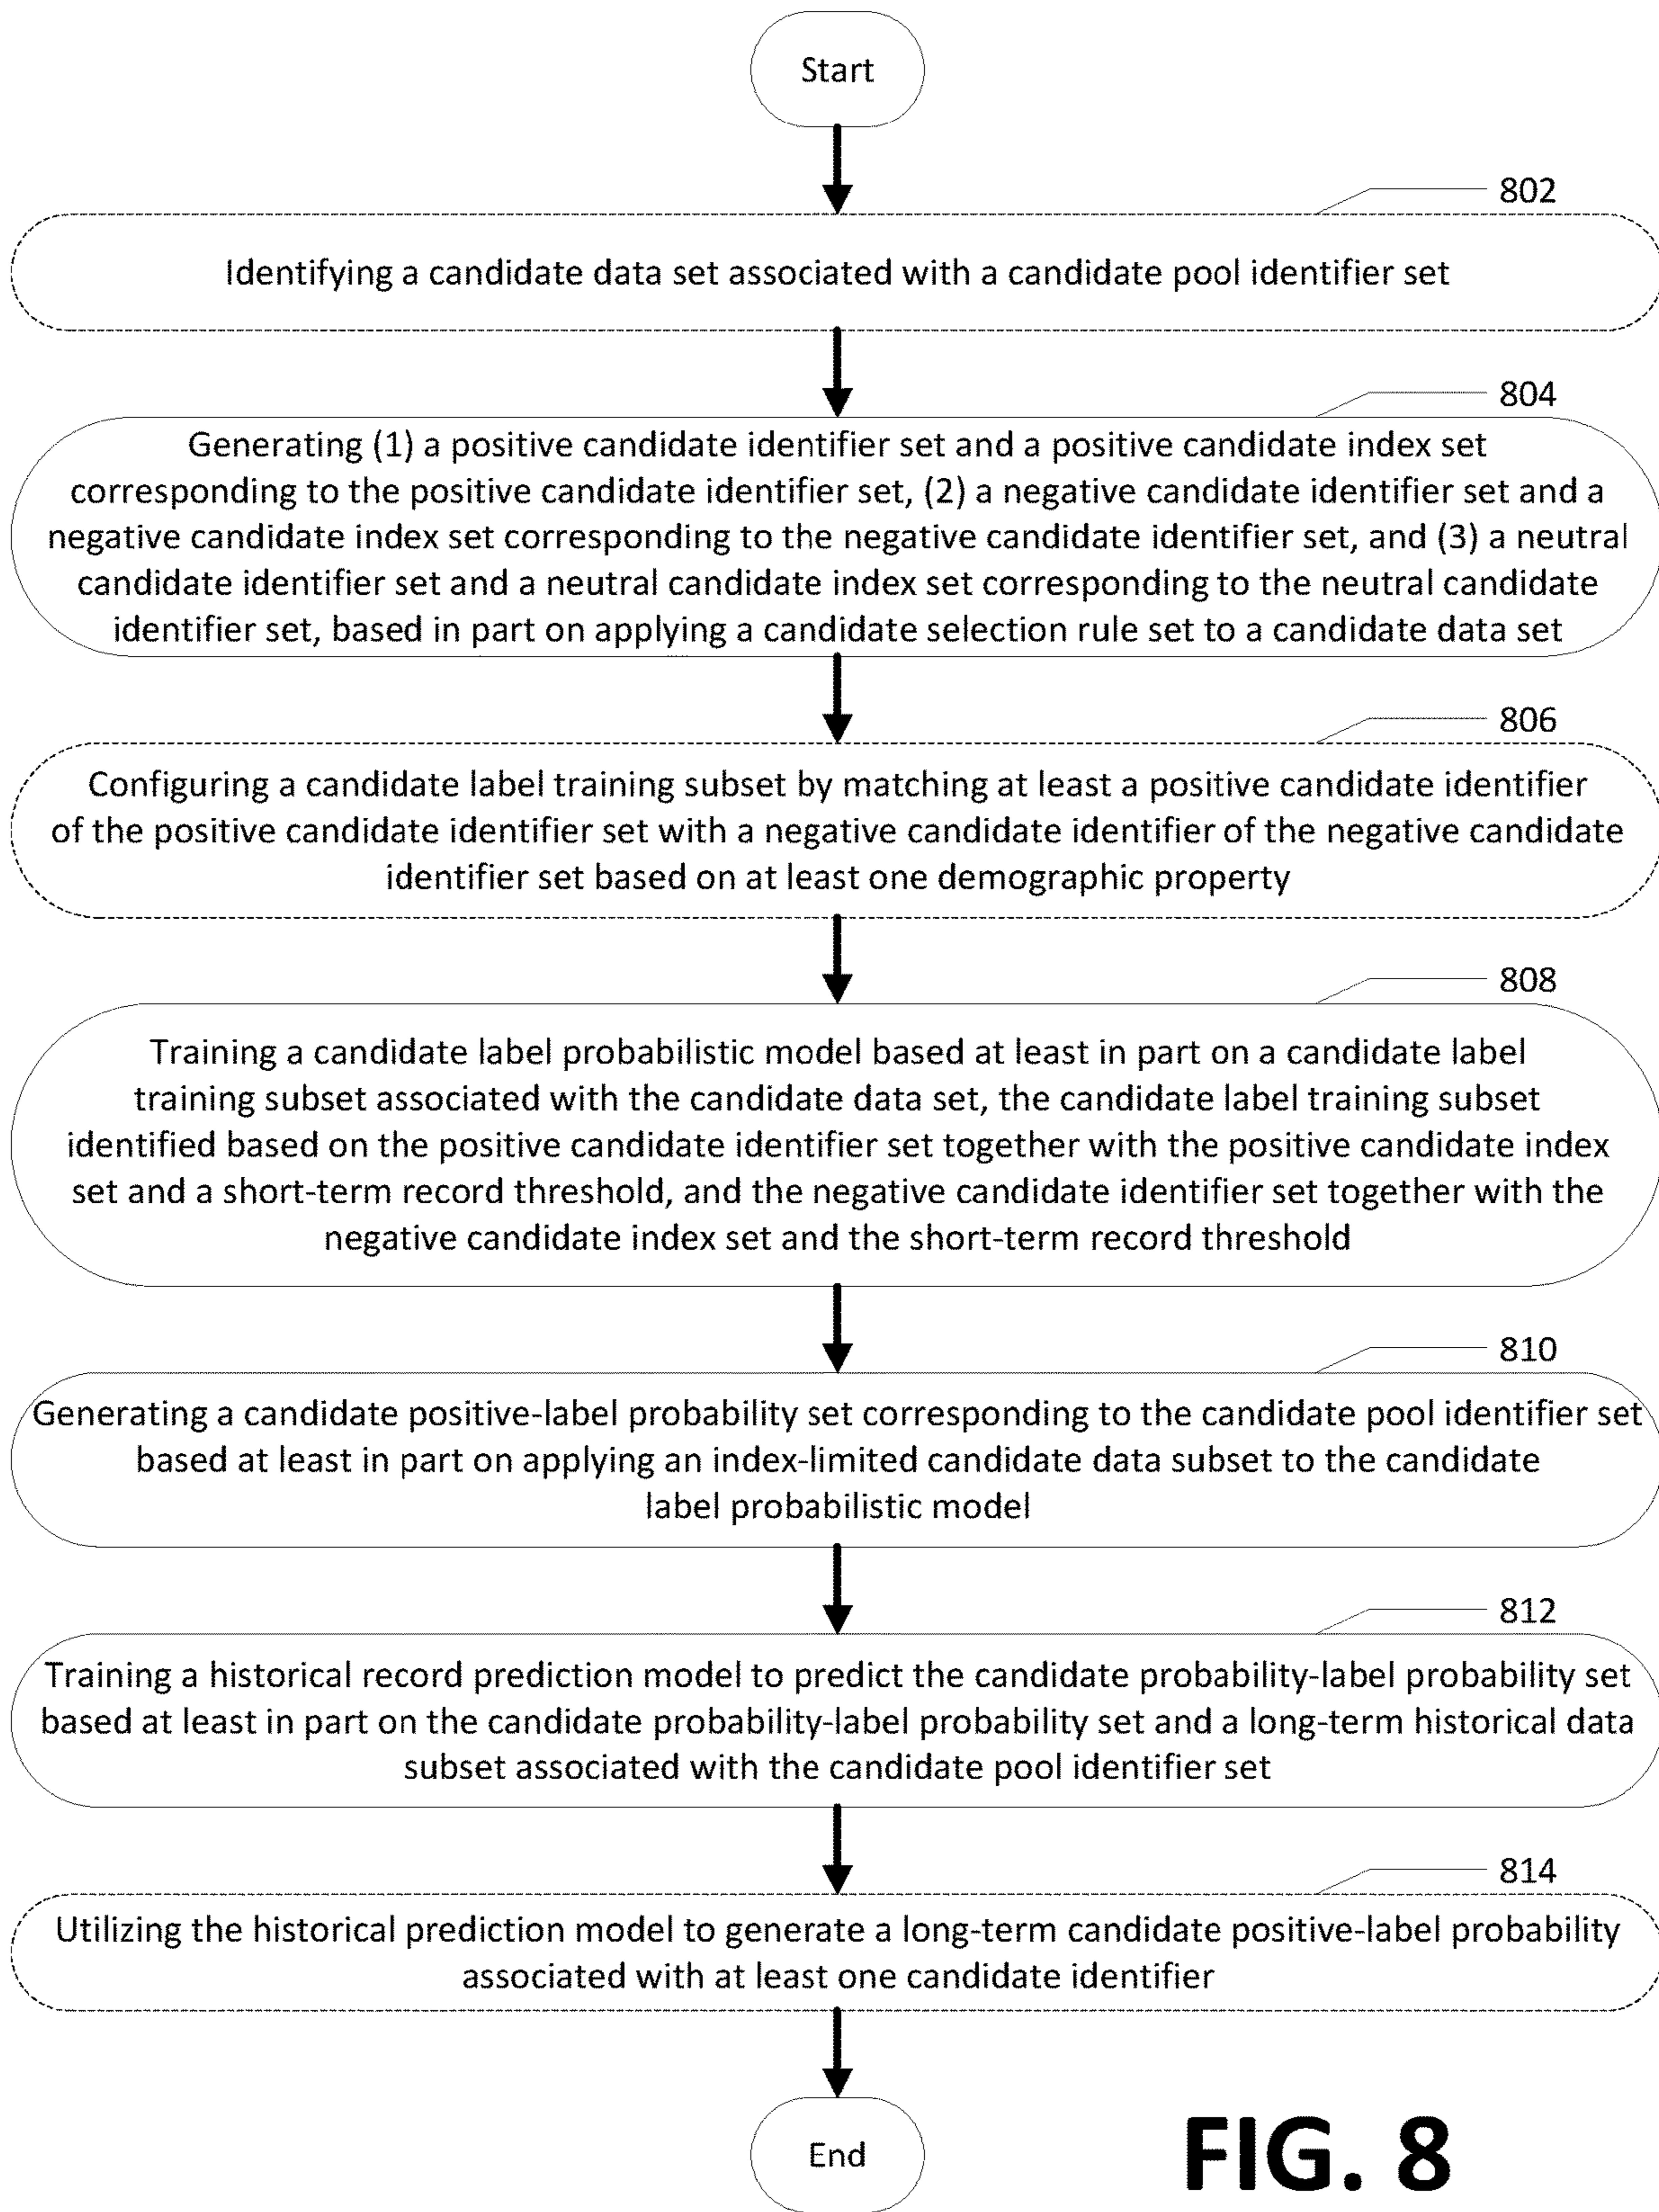 Start
802
Identifying a candidate data set associated with a candidate pool identifier set
804
Generating (1) a positive candidate identifier set and a positive candidate index set
corresponding to the positive candidate identifier set, (2) a negative candidate identifier set and a
negative candidate index set corresponding to the negative candidate identifier set, and (3) a neutral
candidate identifier set and a neutral candidate index set corresponding to the neutral candidate
identifier set, based in part on applying a candidate selection rule set to a candidate data set
806
Configuring a candidate label training subset by matching at least a positive candidate identifier
of the positive candidate identifier set with a negative candidate identifier of the negative candidate
identifier set based on at least one demographic property
808
Training a candidate label probabilistic model based at least in part on a candidate label
training subset associated with the candidate data set, the candidate label training subset
identified based on the positive candidate identifier set together with the positive candidate index
set and a short-term record threshold, and the negative candidate identifier set together with the
negative candidate index set and the short-term record threshold
810
Generating a candidate positive-label probability set corresponding to the candidate pool identifier set
based at least in part on applying an index-limited candidate data subset to the candidate
label probabilistic model
812
Training a historical record prediction model to predict the candidate probability-label probability set
based at least in part on the candidate probability-label probability set and a long-term historical data
subset associated with the candidate pool identifier set
814
Utilizing the historical prediction model to generate a long-term candidate positive-label probability
associated with at least one candidate identifier
End
FIG. 8